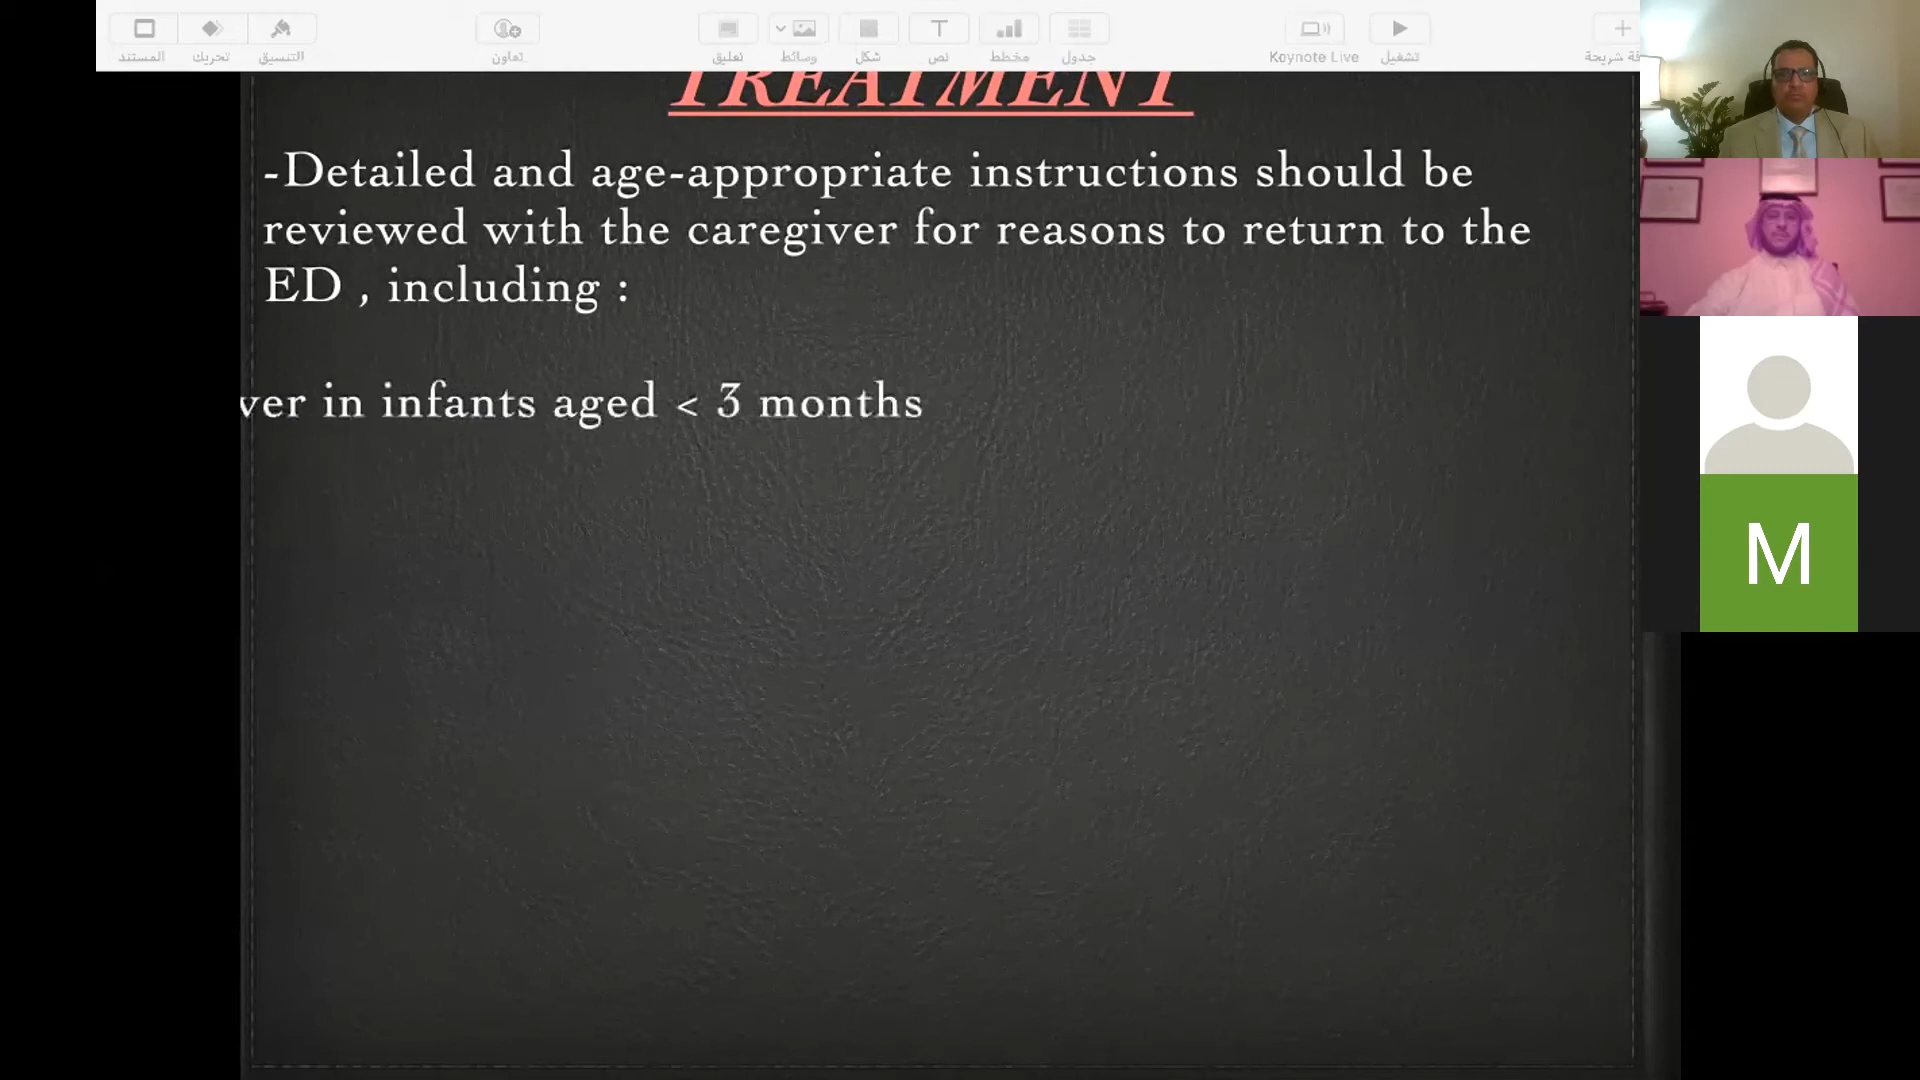 المستند
تحريك
التنسيق
تعاون
تعليق
وسائط
شكل
نص
مخطط
جدول
Keynote Live
تشغيل
شريحة
TREATMENT
-Detailed and age-appropriate instructions should be
reviewed with the caregiver for reasons to return to the
ED , including :
ver in infants aged < 3 months
M